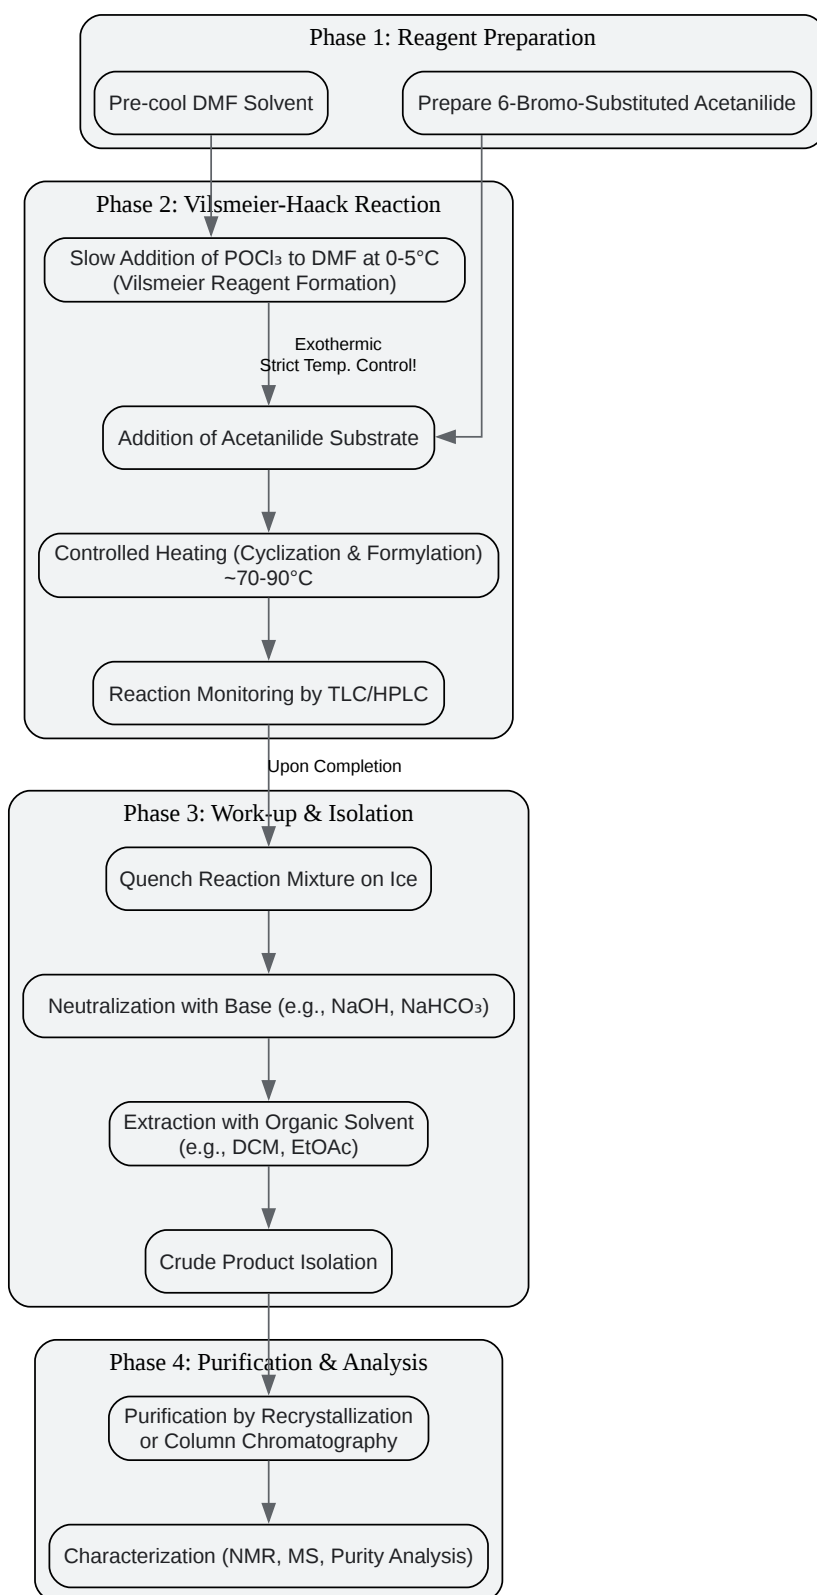 Phase 1: Reagent Preparation
Pre-cool DMF Solvent
Prepare 6-Bromo-Substituted Acetanilide
Phase 2: Vilsmeier-Haack Reaction
Slow Addition of POCl₃ to DMF at 0-5°C
(Vilsmeier Reagent Formation)
Exothermic
Strict Temp. Control!
Addition of Acetanilide Substrate
Controlled Heating (Cyclization & Formylation)
~70-90°C
Reaction Monitoring by TLC/HPLC
Upon Completion
Phase 3: Work-up & Isolation
Quench Reaction Mixture on Ice
Neutralization with Base (e.g., NaOH, NaHCO₃)
Extraction with Organic Solvent
(e.g., DCM, EtOAc)
Crude Product Isolation
Phase 4: Purification & Analysis
Purification by Recrystallization
or Column Chromatography
Characterization (NMR, MS, Purity Analysis)